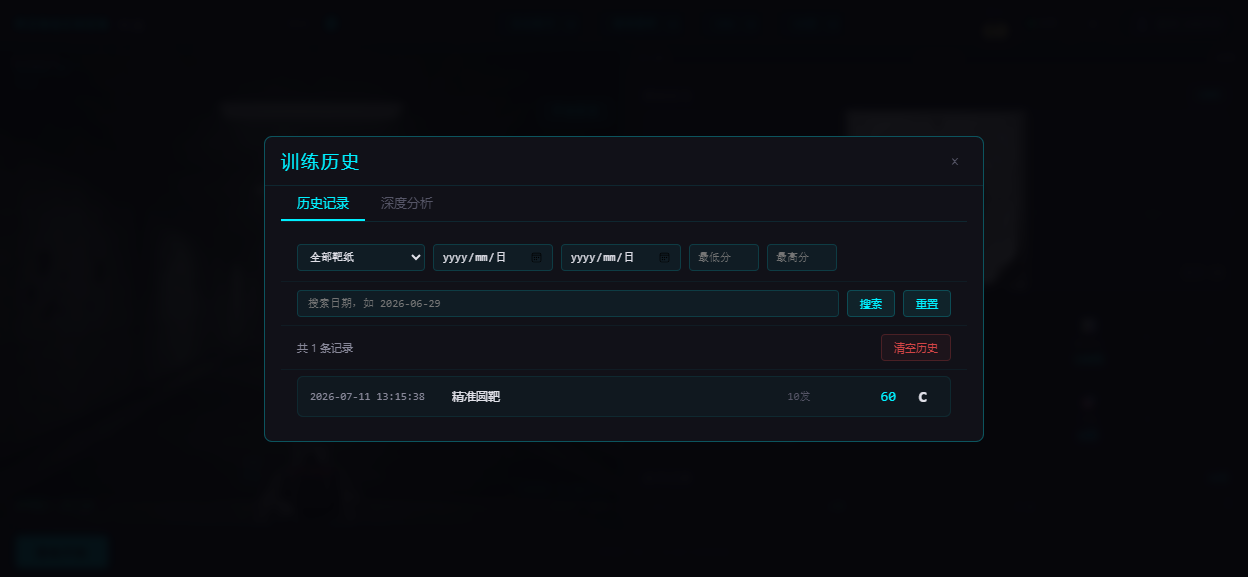 训练历史 x
历史记录 深度分析
全部靶纸 yyyy/mm/日 yyyy/mm/日 最低分 最高分
搜索日期，如 2026-06-29 搜索 重置
共 1 条记录 清空历史
2026-07-11 13:15:38 精准圆靶 10发 60 C